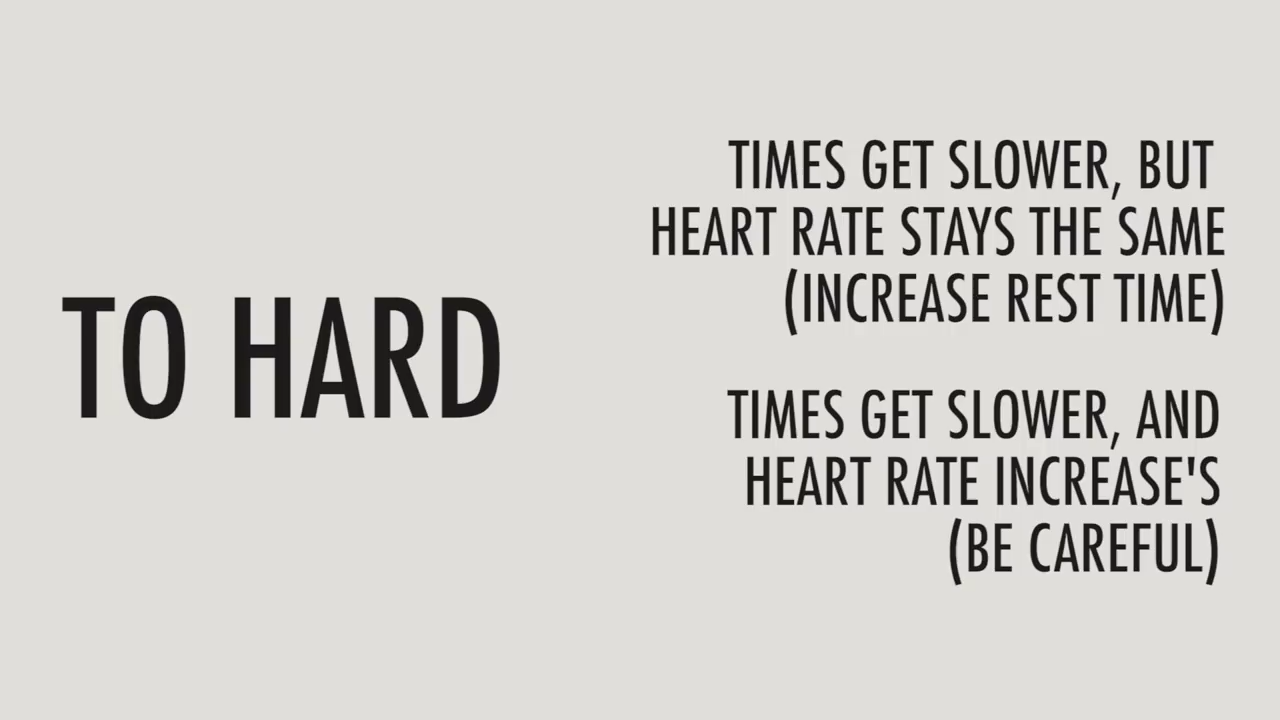 TO HARD
TIMES GET SLOWER, BUT
HEART RATE STAYS THE SAME
(INCREASE REST TIME)
TIMES GET SLOWER, AND
HEART RATE INCREASE'S
(BE CAREFUL)